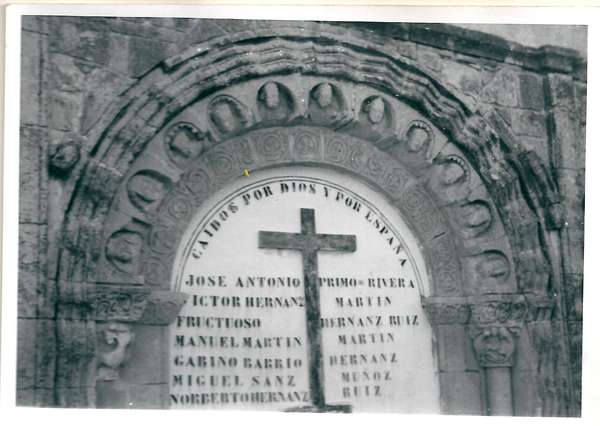 CAIDOS POR DIOS Y POR ESPAÑA
JOSE ANTONIO PRIMO = RIVERA
VICTOR HERNANZ MARTIN
FRUCTUOSO HERNANZ RUIZ
MANUEL MARTIN MARTIN
GABINO BARRIO HERNANZ
MIGUEL SANZ MUÑOZ
NORBERTO HERNANZ RUIZ